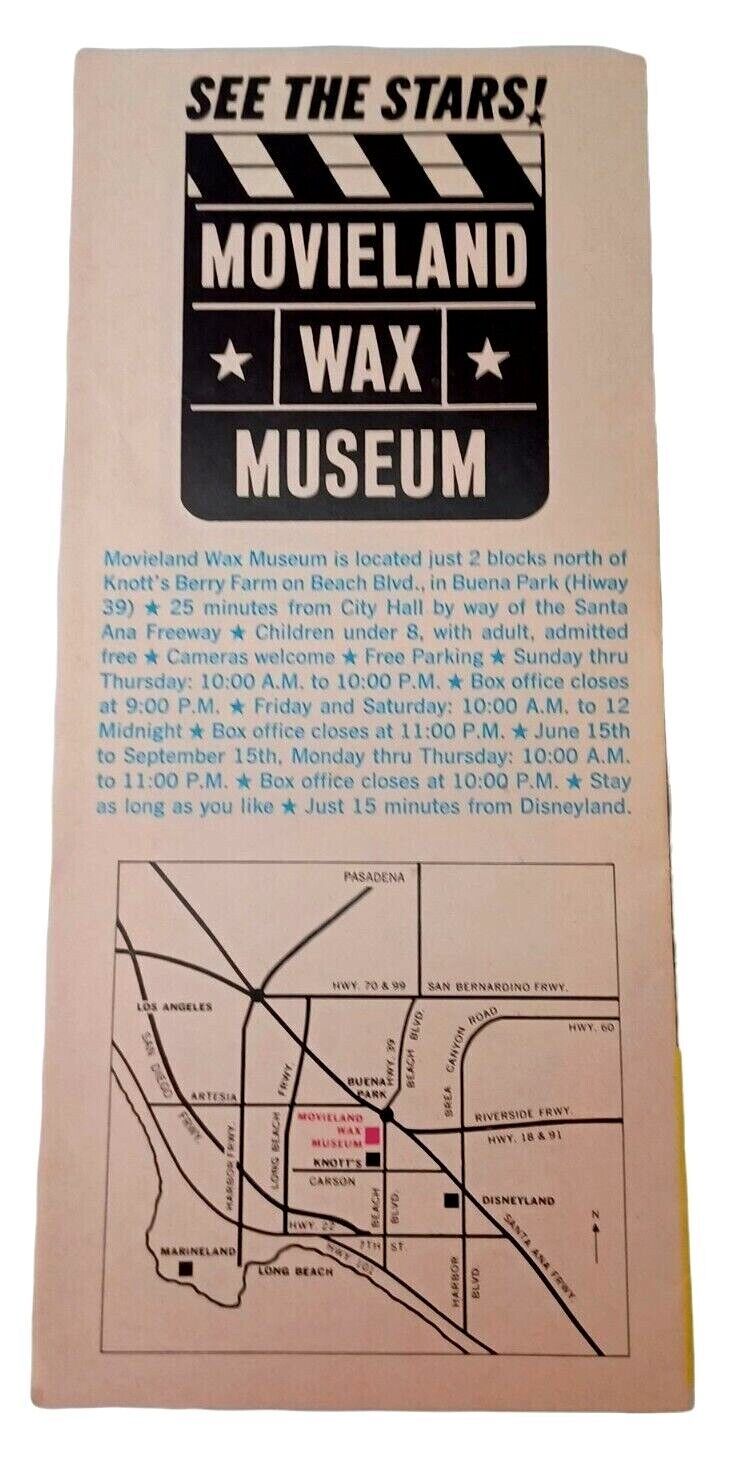 SEE THE STARS!
MOVIELAND
★ WAX ★
MUSEUM
Movieland Wax Museum is located just 2 blocks north of
Knott's Berry Farm on Beach Blvd., in Buena Park (Hiway
39) ★ 25 minutes from City Hall by way of the Santa
Ana Freeway ★ Children under 8, with adult, admitted
free ★ Cameras welcome ★ Free Parking ★ Sunday thru
Thursday: 10:00 A.M. to 10:00 P.M. ★ Box office closes
at 9:00 P.M. ★ Friday and Saturday: 10:00 A.M. to 12
Midnight ★ Box office closes at 11:00 P.M. ★ June 15th
to September 15th, Monday thru Thursday: 10:00 A.M.
to 11:00 P.M. ★ Box office closes at 10:00 P.M. ★ Stay
as long as you like ★ Just 15 minutes from Disneyland.
PASADENA
HWY. 70 & 99
SAN BERNARDINO FRWY.
LOS ANGELES
HWY. 60
SAN DIEGO FRWY.
HWY. 39
BEACH BLVD.
BREA CANYON ROAD
BUENA
PARK
ARTESIA
LONG BEACH FRWY.
HARBOR FRWY.
MOVIELAND
WAX
MUSEUM
RIVERSIDE FRWY.
HWY. 18 & 91
KNOTT'S
CARSON
BEACH BLVD.
DISNEYLAND
HWY. 22
7TH ST.
SANTA ANA FRWY.
N
MARINELAND
LONG BEACH
HWY. 101
HARBOR BLVD